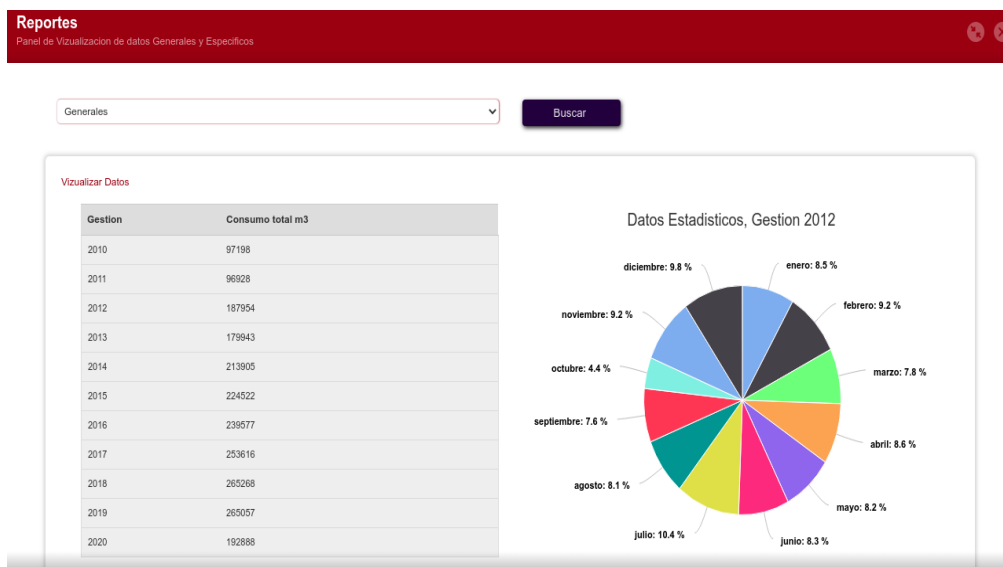 Reportes
Panel de Vizualizacion de datos Generales y Especificos
Generales
Buscar
Vizualizar Datos
Gestion Consumo total m3
2010 97198
2011 96928
2012 187954
2013 179943
2014 213905
2015 224522
2016 239577
2017 253616
2018 265268
2019 265057
2020 192888
Datos Estadisticos, Gestion 2012
diciembre: 9.8 %
enero: 8.5 %
noviembre: 9.2 %
febrero: 9.2 %
octubre: 4.4 %
marzo: 7.8 %
septiembre: 7.6 %
abril: 8.6 %
agosto: 8.1 %
mayo: 8.2 %
julio: 10.4 %
junio: 8.3 %